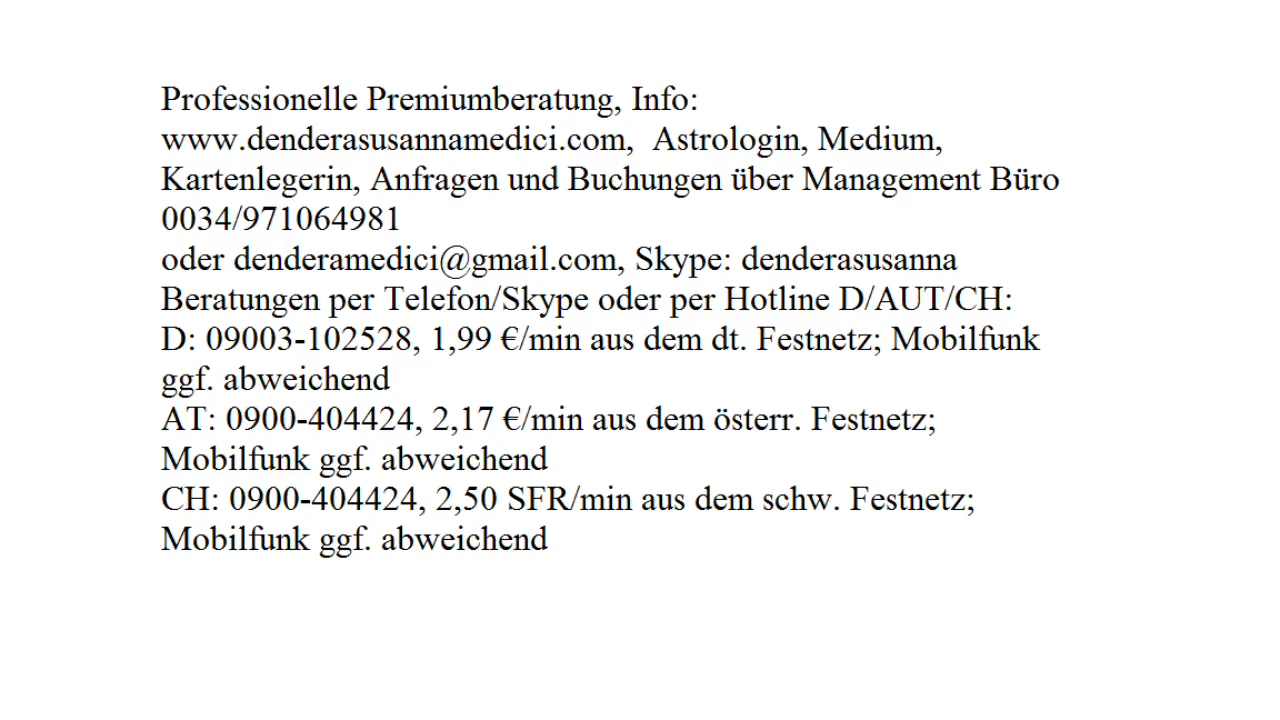 Professionelle Premiumberatung, Info:
www.denderasusannamedici.com,  Astrologin, Medium,
Kartenlegerin, Anfragen und Buchungen über Management Büro
0034/971064981
oder denderamedici@gmail.com, Skype: denderasusanna
Beratungen per Telefon/Skype oder per Hotline D/AUT/CH:
D: 09003-102528, 1,99 €/min aus dem dt. Festnetz; Mobilfunk
ggf. abweichend
AT: 0900-404424, 2,17 €/min aus dem österr. Festnetz;
Mobilfunk ggf. abweichend
CH: 0900-404424, 2,50 SFR/min aus dem schw. Festnetz;
Mobilfunk ggf. abweichend